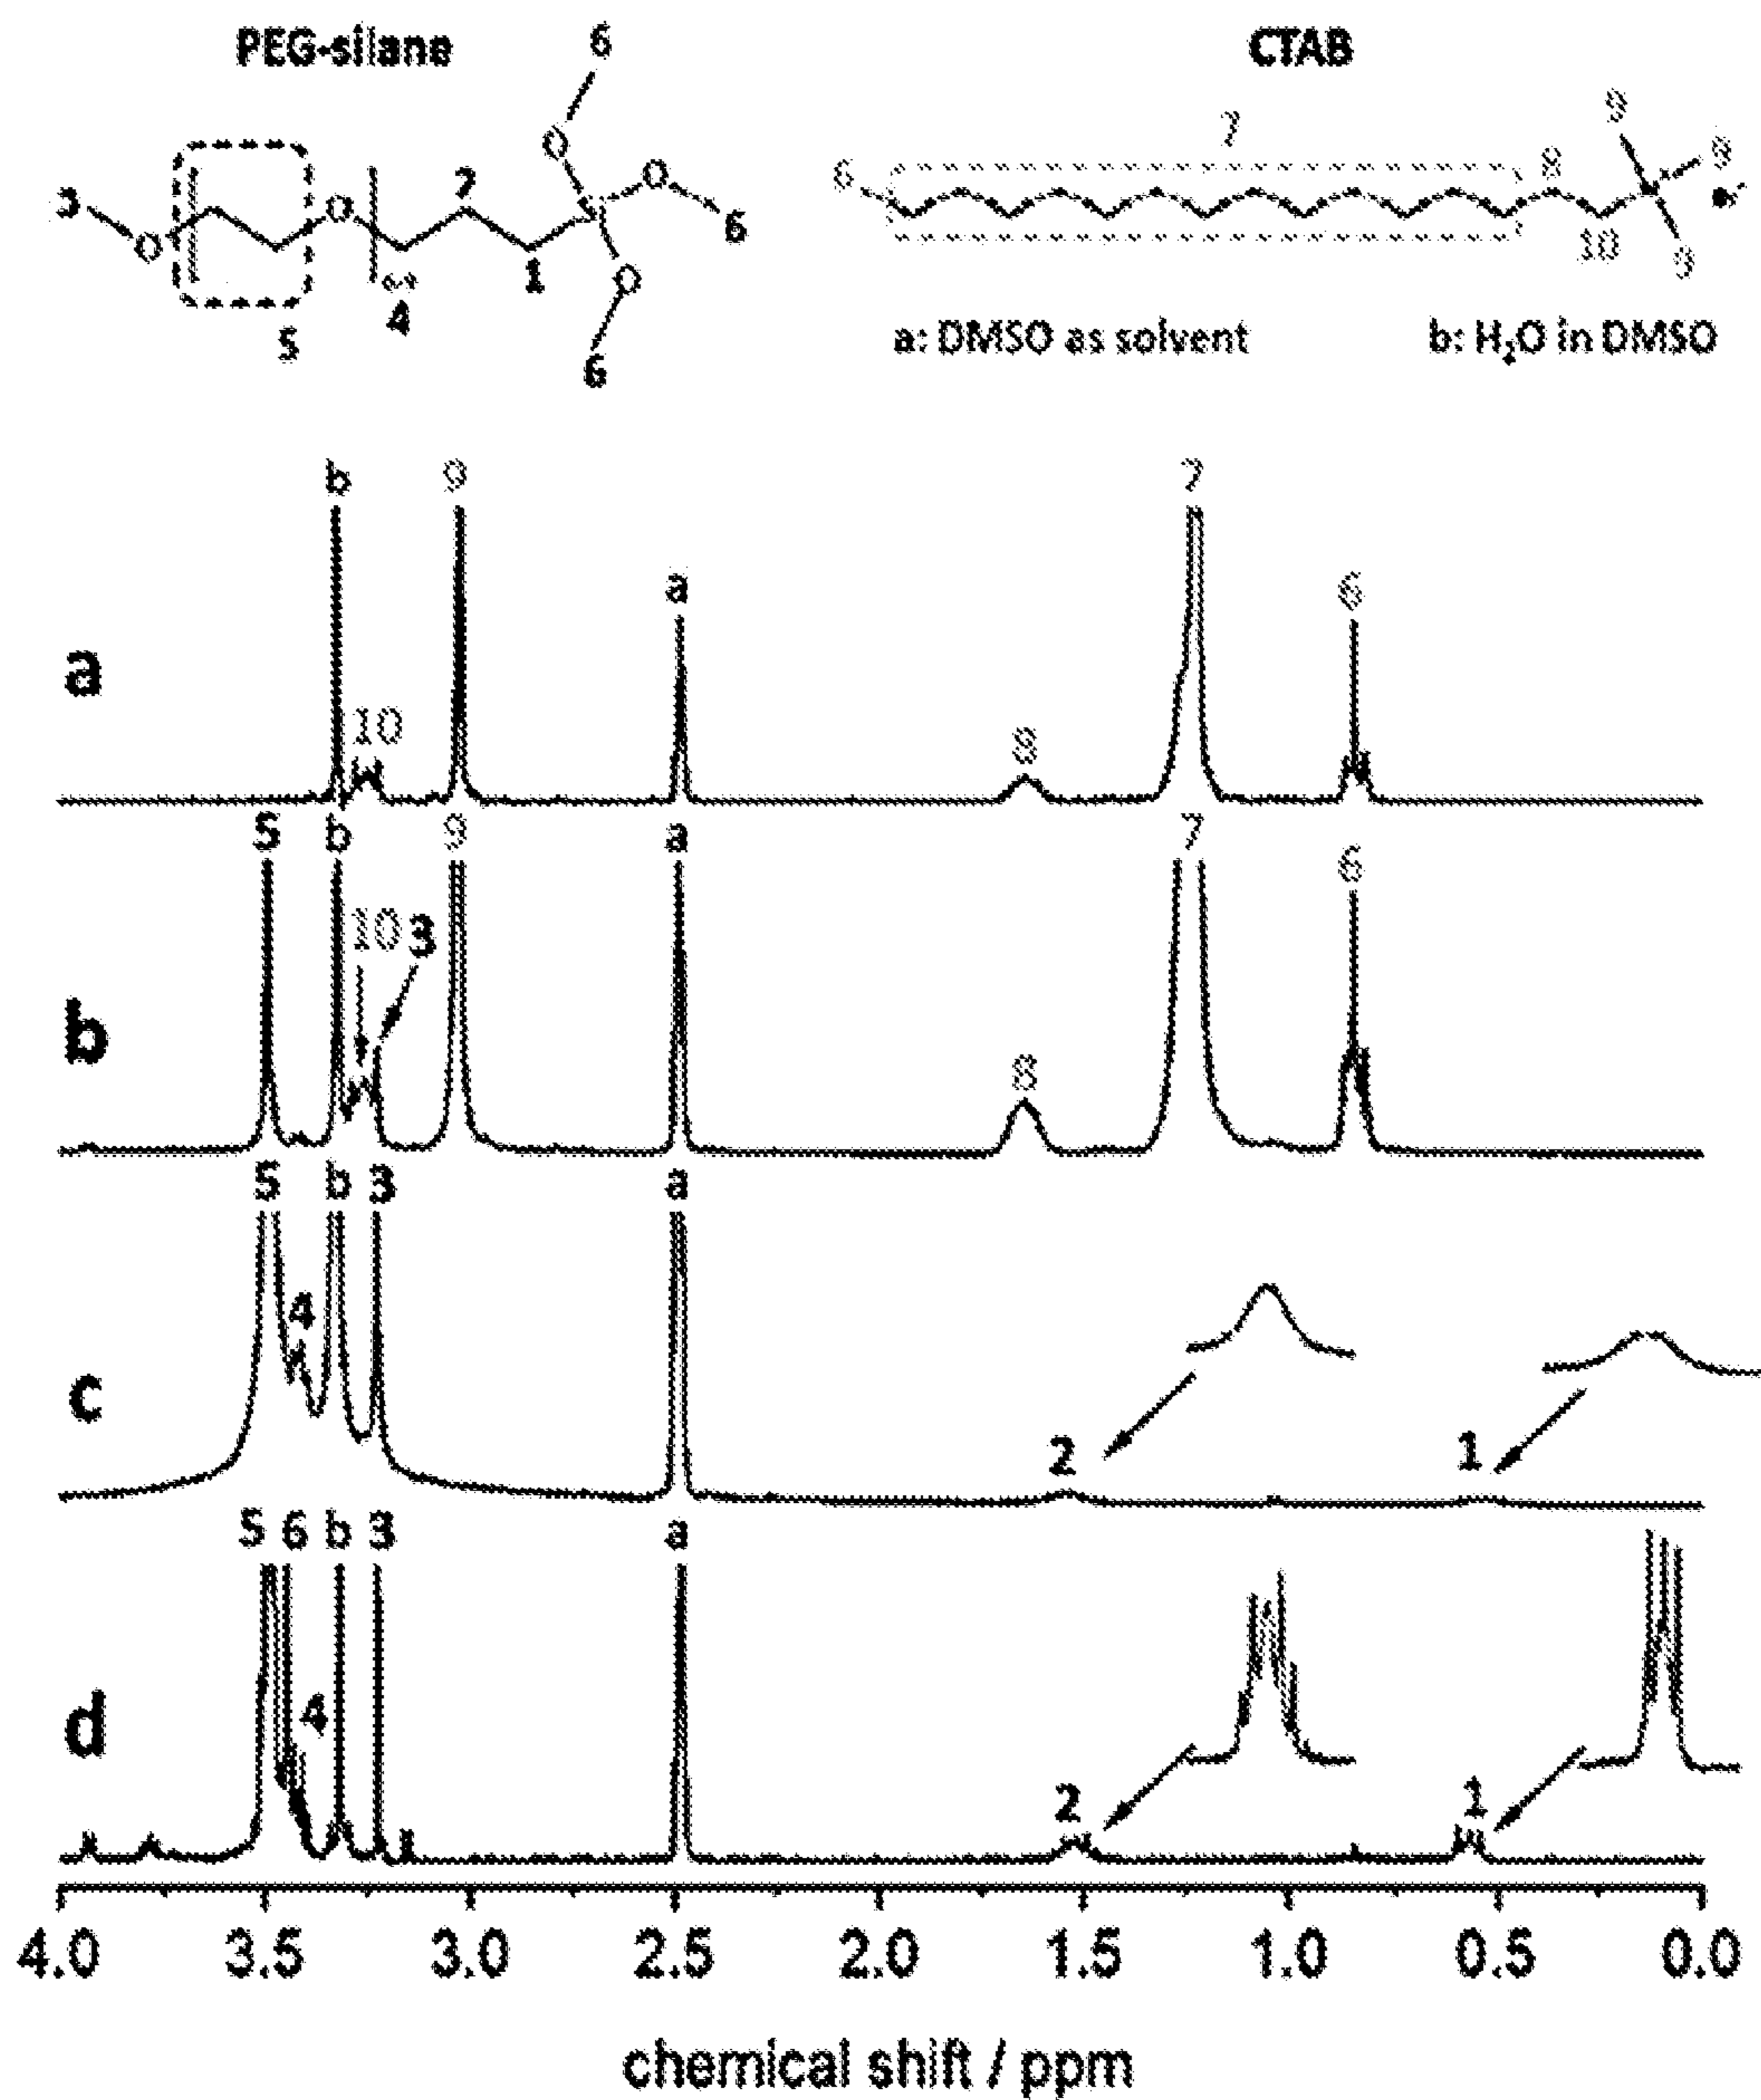 PEG-silane
CTAB
6
3
O
O
O
O
O
Si
2
6
1
4
5
6
6
7
8
9
9
9
10
a: DMSO as solvent
b: H₂O in DMSO
b 9 a 7 6
a
10 8
5 b 9 a 7 6
10 3
b
8
5 b 3 a
4
c
2 1
5 6 b 3 a
4
d
2 1
4.0 3.5 3.0 2.5 2.0 1.5 1.0 0.5 0.0
chemical shift / ppm